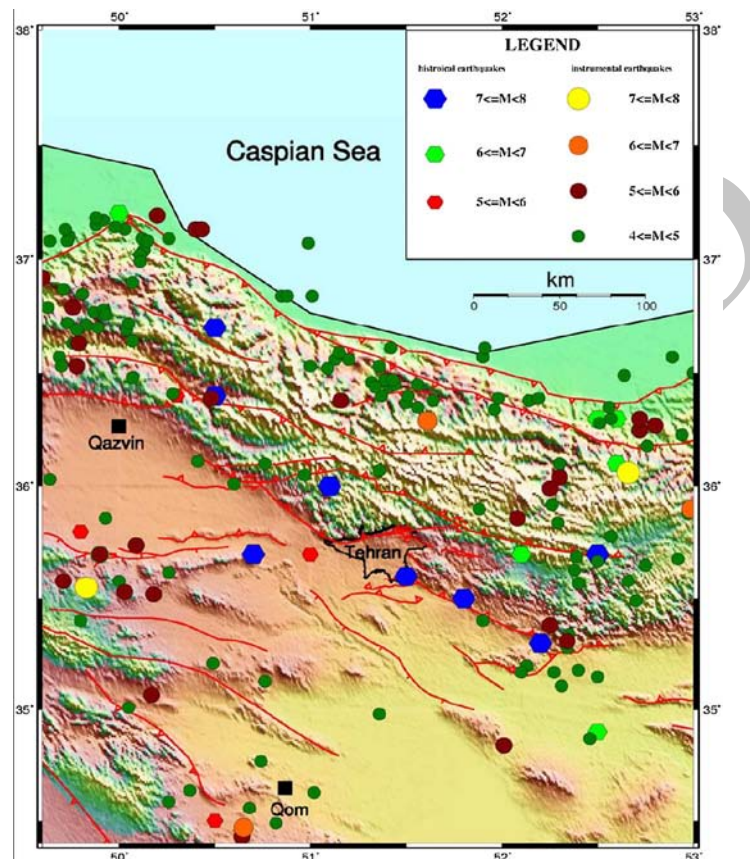 50° 51° 52° 53°
38° 38°
LEGEND
histroical earthquakes instrumental earthquakes
7<=M<8 7<=M<8
6<=M<7 6<=M<7
5<=M<6 5<=M<6
4<=M<5
Caspian Sea
37° 37°
km
0 50 100
Qazvin
36° 36°
Tehran
35° 35°
Qom
50° 51° 52° 53°